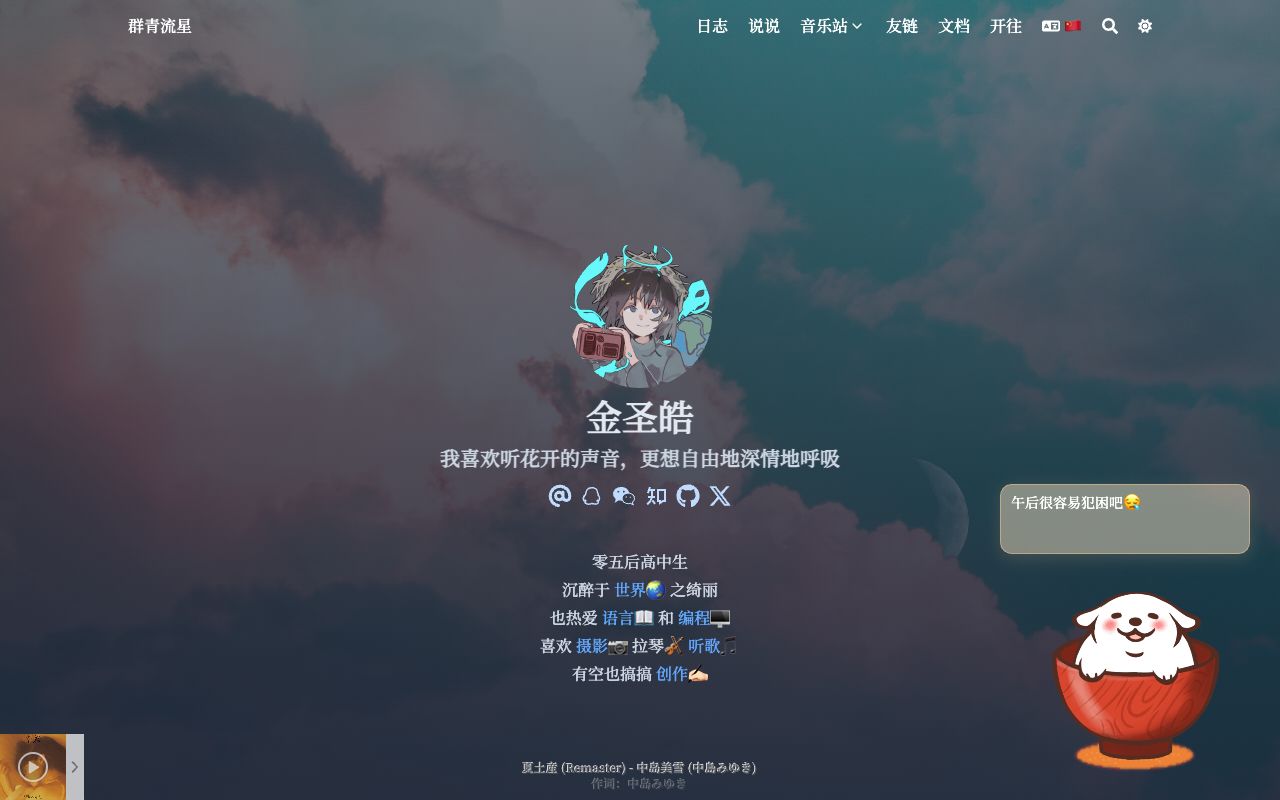 群青流星
日志 说说 音乐站 友链 文档 开往
金圣皓
我喜欢听花开的声音，更想自由地深情地呼吸
知
午后很容易犯困吧😪
零五后高中生
沉醉于 世界🌏 之绮丽
也热爱 语言📖 和 编程🖥️
喜欢 摄影📷 拉琴🎻 听歌🎵
有空也搞搞 创作✍🏻
夏土産 (Remaster) - 中島美雪 (中島みゆき)
作词：中島みゆき